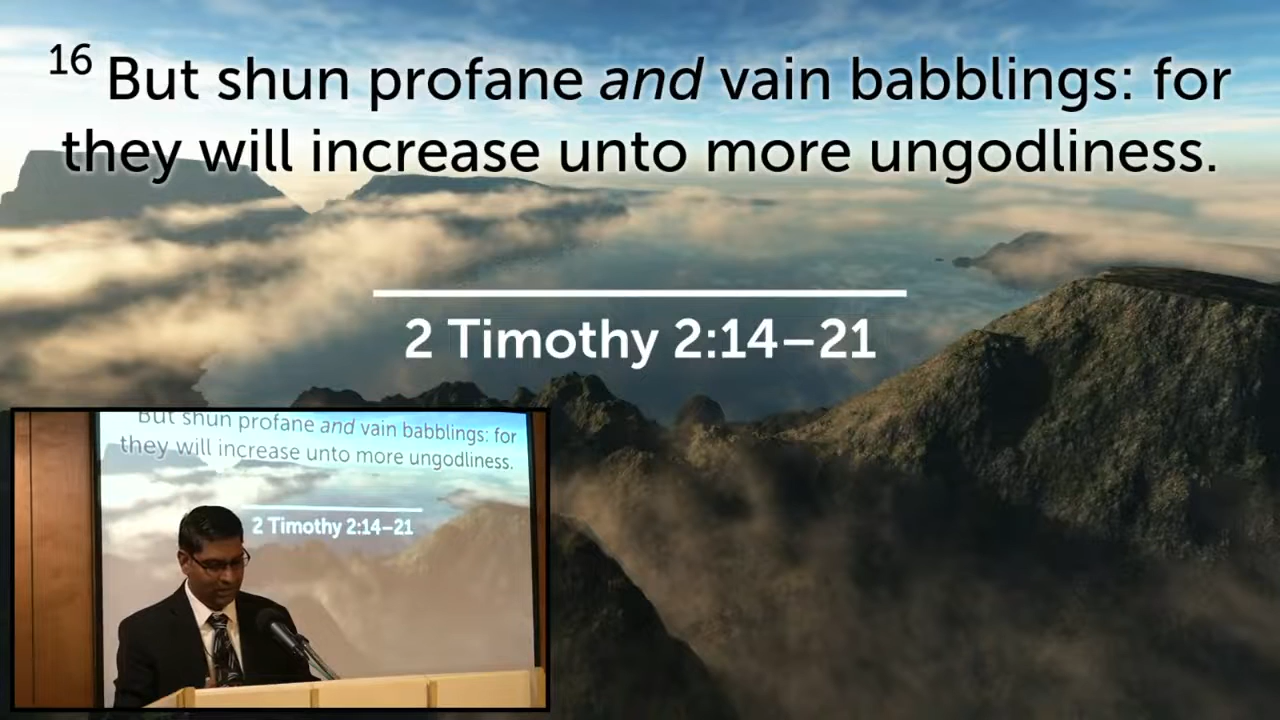 16 But shun profane and vain babblings: for
they will increase unto more ungodliness.
2 Timothy 2:14–21
But shun profane and vain babblings: for
they will increase unto more ungodliness.
2 Timothy 2:14–21